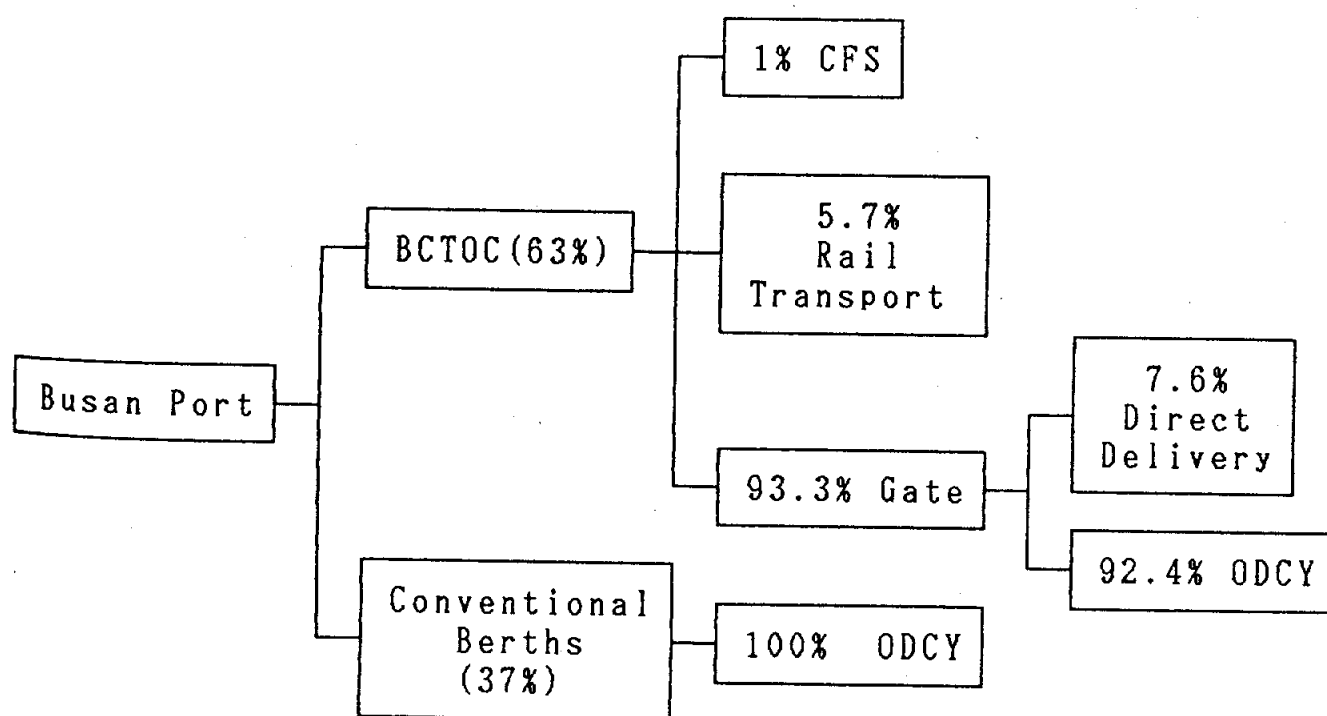 1% CFS
5.7%
Rail
Transport
BCTOC(63%)
Busan Port
7.6%
Direct
Delivery
93.3% Gate
92.4% ODCY
Conventional
Berths
(37%)
100% ODCY